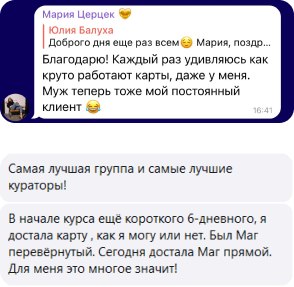 Мария Церцек
Юлия Балуха
Доброго дня еще раз всем😌 Мария, поздр...
Благодарю! Каждый раз удивляюсь как
круто работают карты, даже у меня.
Муж теперь тоже мой постоянный
клиент 😂
16:41
Самая лучшая группа и самые лучшие
кураторы!
В начале курса ещё короткого 6-дневного, я
достала карту , как я могу или нет. Был Маг
перевёрнутый. Сегодня достала Маг прямой.
Для меня это многое значит!